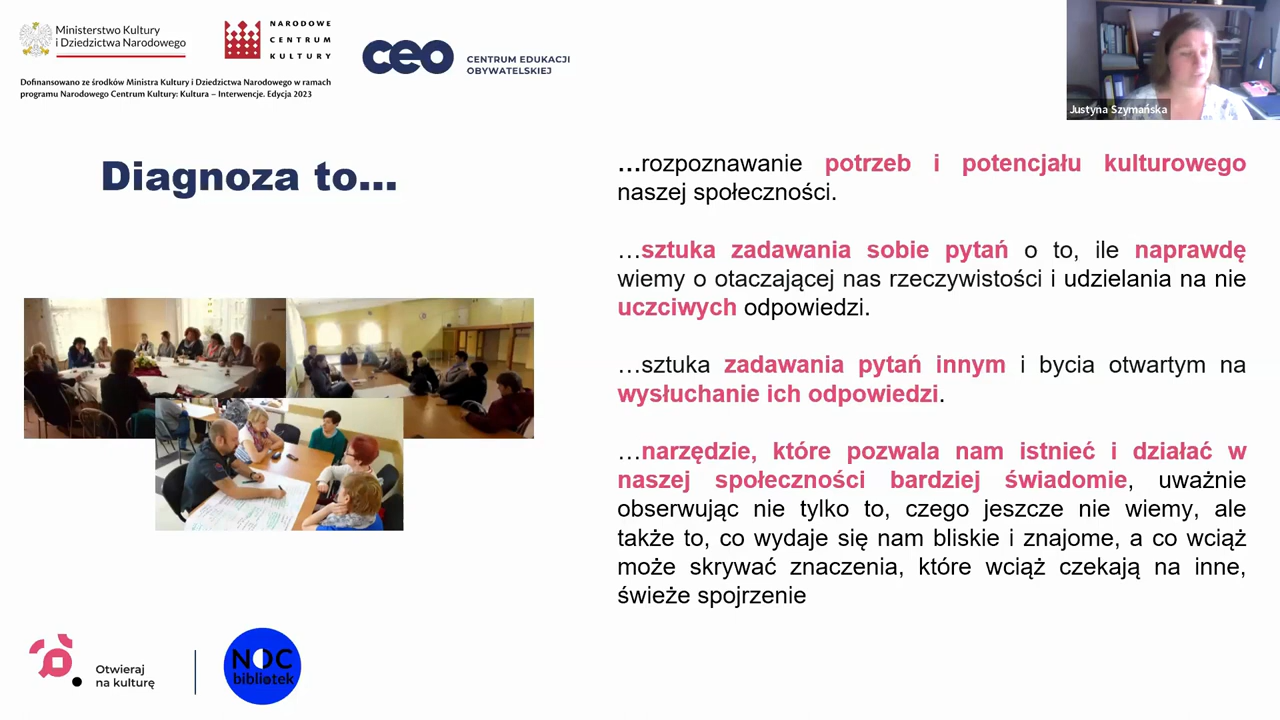 Ministerstwo Kultury
i Dziedzictwa Narodowego
NARODOWE
CENTRUM
KULTURY
ceo
CENTRUM EDUKACJI
OBYWATELSKIEJ
Dofinansowano ze środków Ministra Kultury i Dziedzictwa Narodowego w ramach
programu Narodowego Centrum Kultury: Kultura – Interwencje. Edycja 2023
Justyna Szymańska
Diagnoza to...
...rozpoznawanie potrzeb i potencjału kulturowego
naszej społeczności.
...sztuka zadawania sobie pytań o to, ile naprawdę
wiemy o otaczającej nas rzeczywistości i udzielania na nie
uczciwych odpowiedzi.
...sztuka zadawania pytań innym i bycia otwartym na
wysłuchanie ich odpowiedzi.
...narzędzie, które pozwala nam istnieć i działać w
naszej społeczności bardziej świadomie, uważnie
obserwując nie tylko to, czego jeszcze nie wiemy, ale
także to, co wydaje się nam bliskie i znajome, a co wciąż
może skrywać znaczenia, które wciąż czekają na inne,
świeże spojrzenie
Otwieraj
na kulturę
NOC
bibliotek